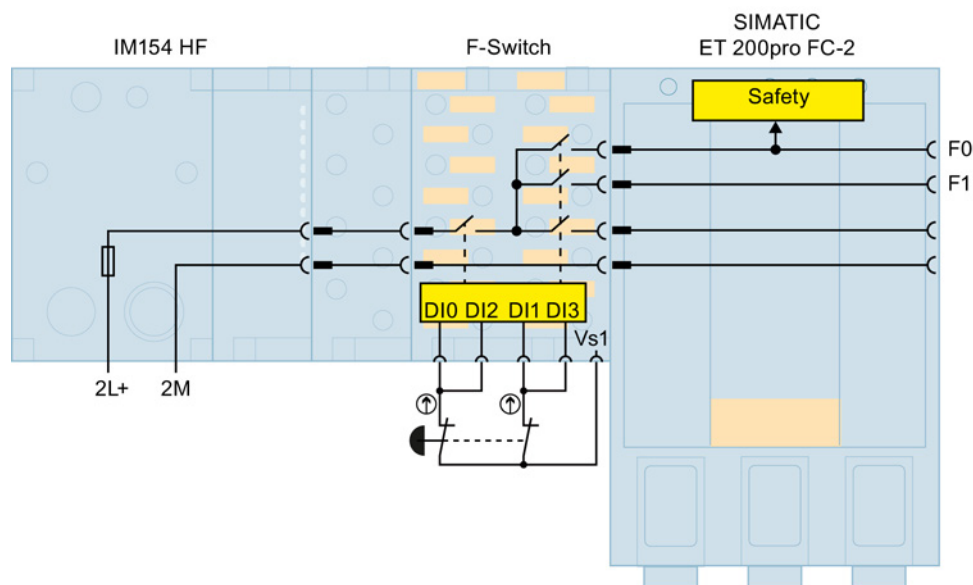 SIMATIC
IM154 HF F-Switch ET 200pro FC-2
Safety
F0
F1
DI0 DI2 DI1 DI3
Vs1
2L+ 2M